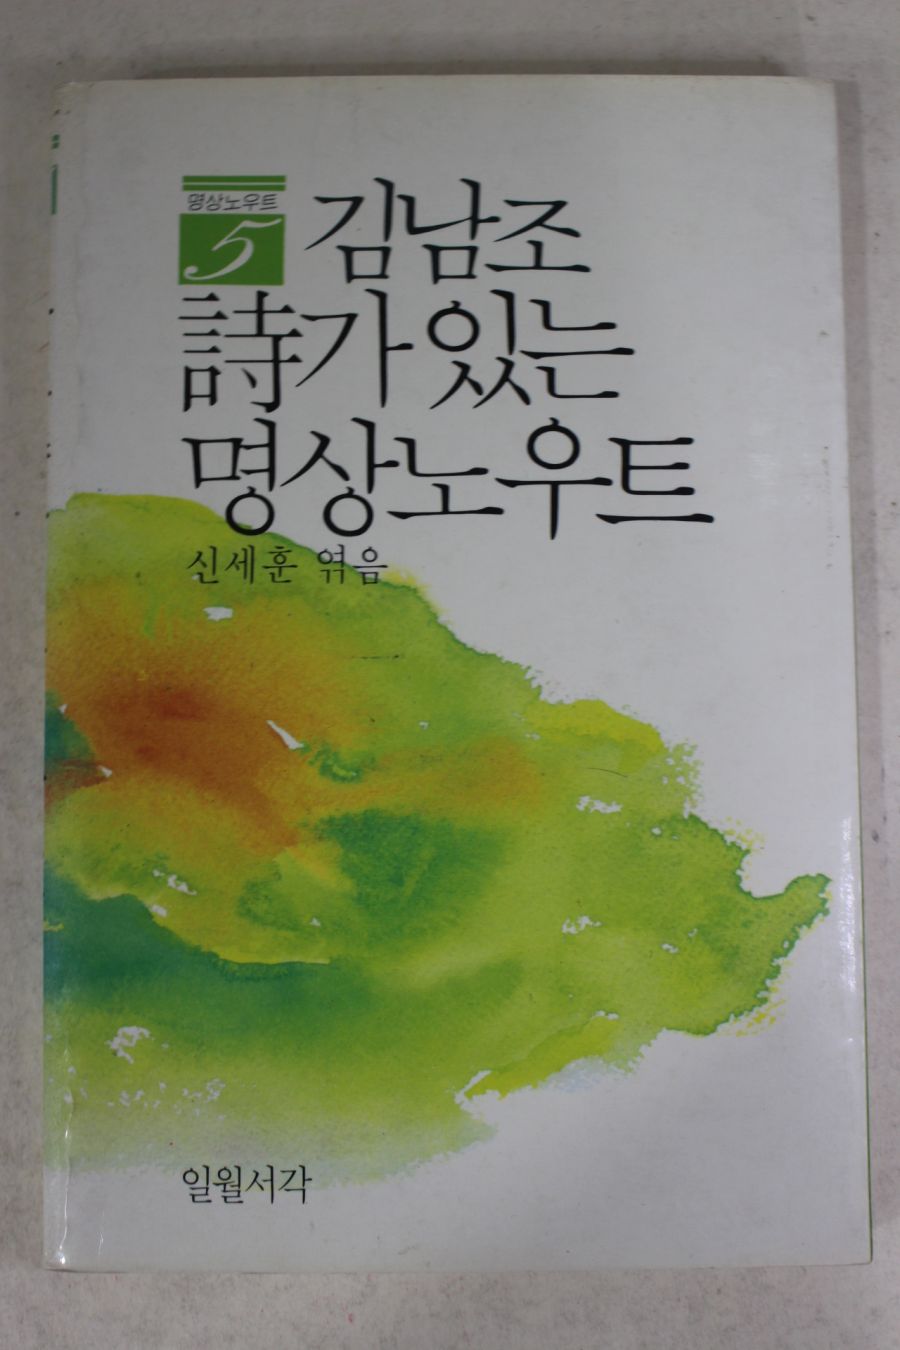 명상노우트
5
김남조
詩가 있는
명상노우트
신세훈 엮음
일월서각